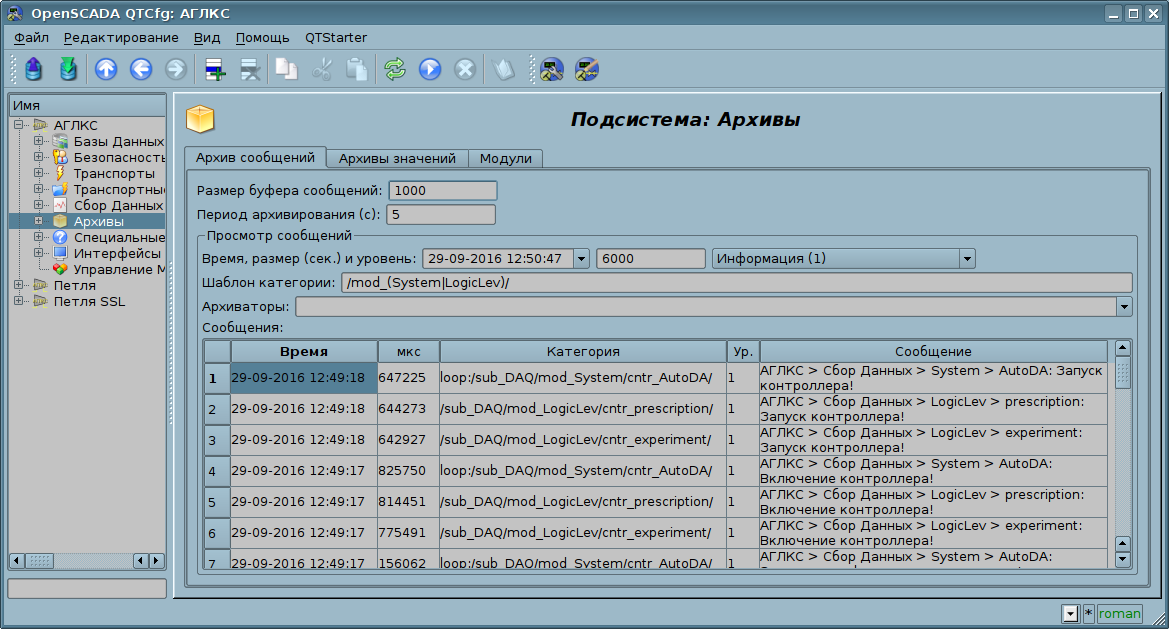 OpenSCADA QTCfg: АГЛКС
Файл Редактирование Вид Помощь QTStarter
Имя
АГЛКС
Базы Данных
Безопасность
Транспорты
Транспортны
Сбор Данных
Архивы
Специальные
Интерфейсы
Управление М
Петля
Петля SSL
Подсистема: Архивы
Архив сообщений Архивы значений Модули
Размер буфера сообщений: 1000
Период архивирования (с): 5
Просмотр сообщений
Время, размер (сек.) и уровень: 29-09-2016 12:50:47 6000 Информация (1)
Шаблон категории: /mod_(System|LogicLev)/
Архиваторы:
Сообщения:
Время мкс Категория Ур. Сообщение
1 29-09-2016 12:49:18 647225 loop:/sub_DAQ/mod_System/cntr_AutoDA/ 1 АГЛКС > Сбор Данных > System > AutoDA: Запуск
контроллера!
2 29-09-2016 12:49:18 644273 /sub_DAQ/mod_LogicLev/cntr_prescription/ 1 АГЛКС > Сбор Данных > LogicLev > prescription:
Запуск контроллера!
3 29-09-2016 12:49:18 642927 /sub_DAQ/mod_LogicLev/cntr_experiment/ 1 АГЛКС > Сбор Данных > LogicLev > experiment:
Запуск контроллера!
4 29-09-2016 12:49:17 825750 loop:/sub_DAQ/mod_System/cntr_AutoDA/ 1 АГЛКС > Сбор Данных > System > AutoDA:
Включение контроллера!
5 29-09-2016 12:49:17 814451 /sub_DAQ/mod_LogicLev/cntr_prescription/ 1 АГЛКС > Сбор Данных > LogicLev > prescription:
Включение контроллера!
6 29-09-2016 12:49:17 775491 /sub_DAQ/mod_LogicLev/cntr_experiment/ 1 АГЛКС > Сбор Данных > LogicLev > experiment:
Включение контроллера!
7 29-09-2016 12:49:17 156062 loop:/sub_DAQ/mod_System/cntr_AutoDA/ 1 АГЛКС > Сбор Данных > System > AutoDA:
* roman